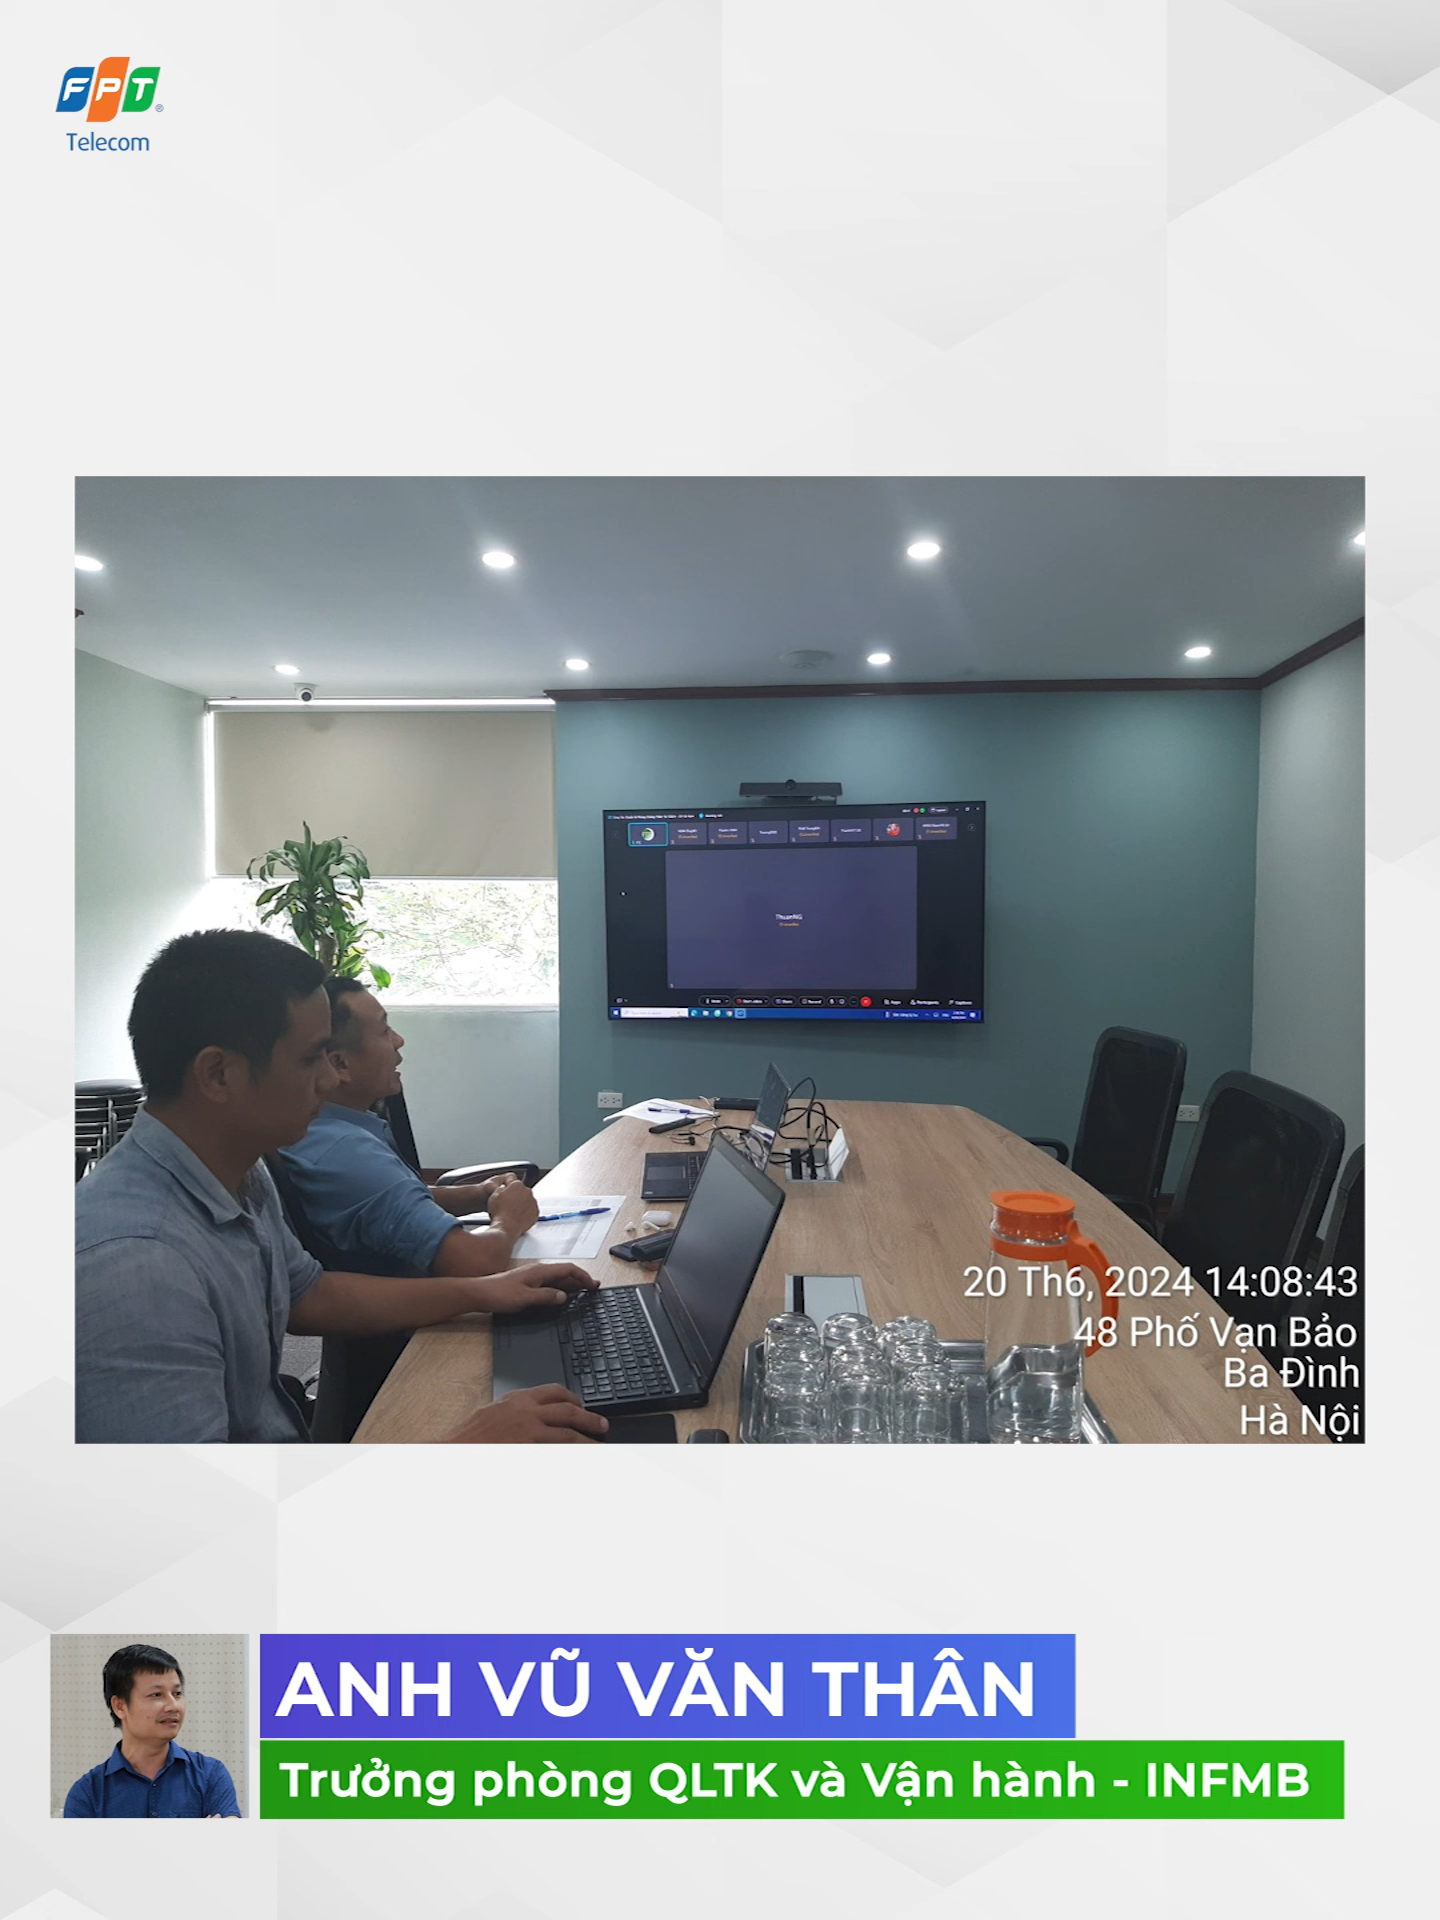 FPT
Telecom
ThuanNG
20 Th6, 2024 14:08:43
48 Phố Vạn Bảo
Ba Đình
Hà Nội
ANH VŨ VĂN THÂN
Trưởng phòng QLTK và Vận hành - INFMB